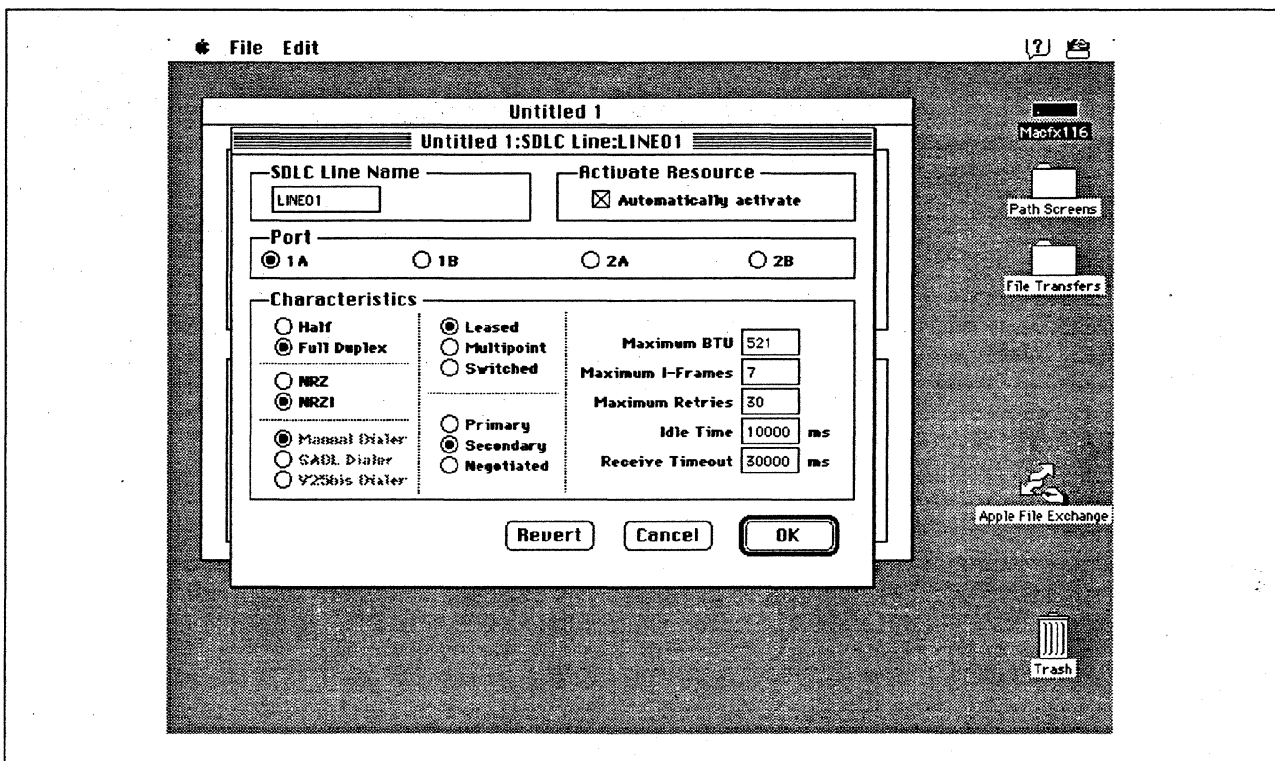 File Edit
Untitled 1
Untitled 1:SDLC Line:LINE01
SDLC Line Name
LINE01
Activate Resource
Automatically activate
Port
1A
1B
2A
2B
Characteristics
Half
Full Duplex
NRZ
NRZI
Manual Dialer
SADL Dialer
V25bis Dialer
Leased
Multipoint
Switched
Primary
Secondary
Negotiated
Maximum BTU 521
Maximum I-Frames 7
Maximum Retries 30
Idle Time 10000 ms
Receive Timeout 30000 ms
Revert
Cancel
OK
Macfx116
Path Screens
File Transfers
Apple File Exchange
Trash